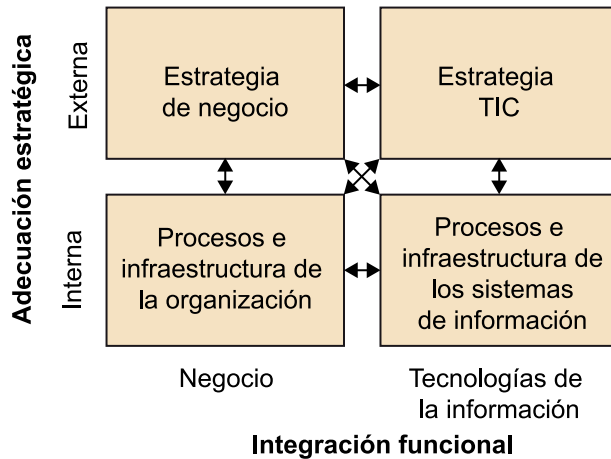 Adecuación estratégica
Externa
Estrategia
de negocio
Estrategia
TIC
Interna
Procesos e
infraestructura de
la organización
Procesos e
infraestructura de
los sistemas
de información
Negocio
Tecnologías de
la información
Integración funcional